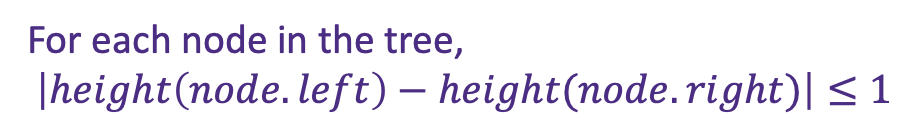 For each node in the tree,
|height(node.left) − height(node.right)| ≤ 1